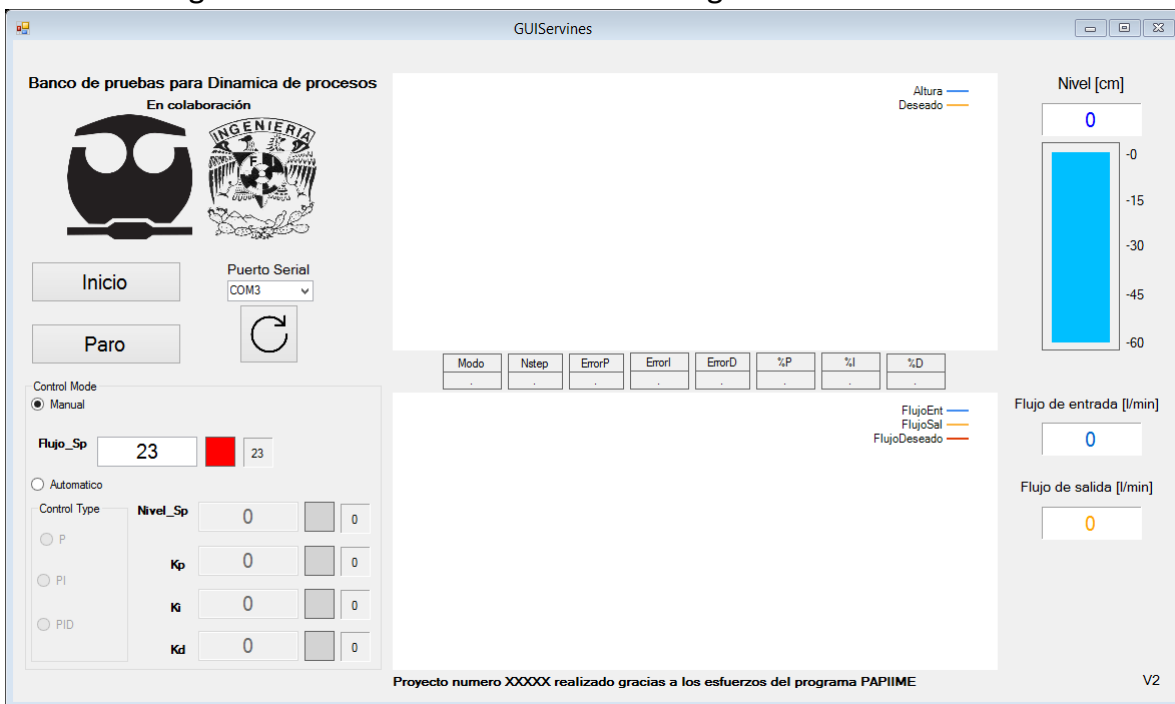 GUIServines
Banco de pruebas para Dinamica de procesos
En colaboración
INGENIERIA
F I
Inicio
Puerto Serial
COM3
Paro
Control Mode
Manual
Flujo_Sp
23
23
Automatico
Control Type
P
PI
PID
Nivel_Sp
0
0
Kp
0
0
Ki
0
0
Kd
0
0
Altura
Deseado
Modo Nstep ErrorP ErrorI ErrorD %P %I %D
. . . . . . . .
FlujoEnt
FlujoSal
FlujoDeseado
Nivel [cm]
0
-0
-15
-30
-45
-60
Flujo de entrada [l/min]
0
Flujo de salida [l/min]
0
Proyecto numero XXXXX realizado gracias a los esfuerzos del programa PAPIIME
V2